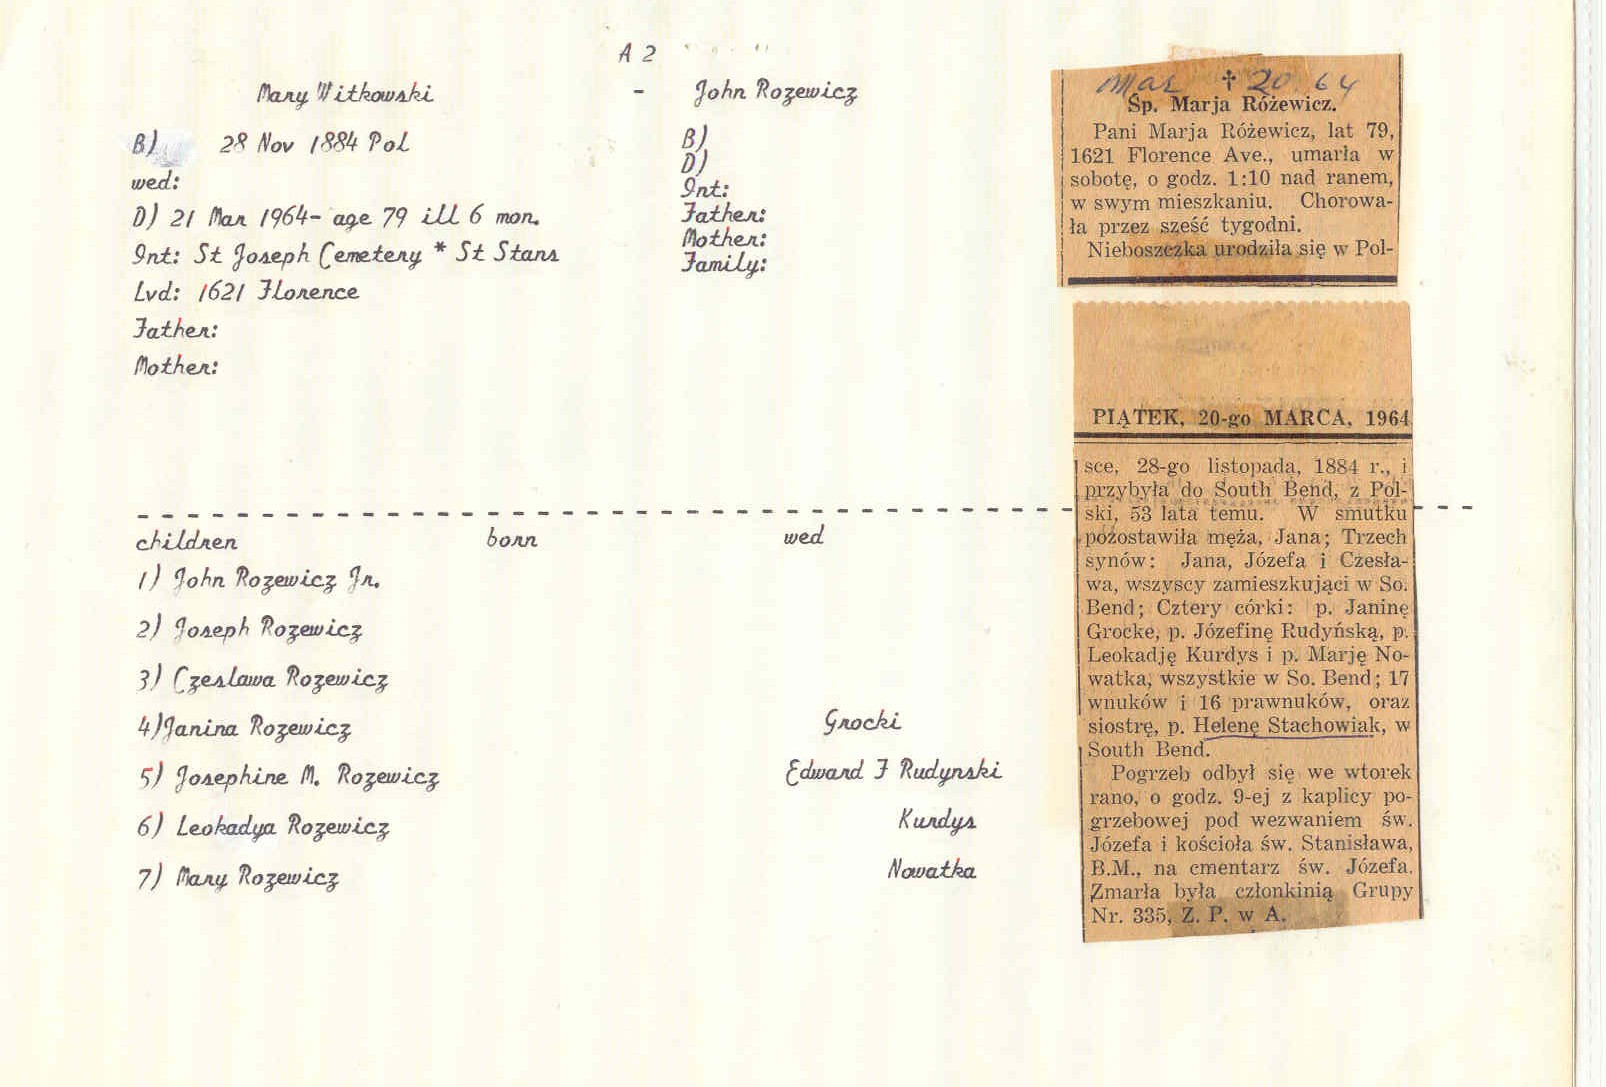 A 2
Mary Witkowski - John Rozewicz
B) 28 Nov 1884 Pol
wed:
D) 21 Mar 1964- age 79 ill 6 mon.
Int: St Joseph Cemetery * St Stans
Lvd: 1621 Florence
Father:
Mother:
B)
D)
Int:
Father:
Mother:
Family:
children born wed
1) John Rozewicz Jr.
2) Joseph Rozewicz
3) Czeslawa Rozewicz
4) Janina Rozewicz Grocki
5) Josephine M. Rozewicz Edward F Rudynski
6) Leokadya Rozewicz Kurdys
7) Mary Rozewicz Nowatka
Mar † 20 64
Śp. Marja Różewicz.
Pani Marja Różewicz, lat 79,
1621 Florence Ave., umarła w
sobotę, o godz. 1:10 nad ranem,
w swym mieszkaniu. Chorowa-
ła przez sześć tygodni.
Nieboszczka urodziła się w Pol-
PIĄTEK, 20-go MARCA, 1964
sce, 28-go listopada, 1884 r., i
przybyła do South Bend, z Pol-
ski, 53 lata temu. W smutku
pozostawiła męża, Jana; Trzech
synów: Jana, Józefa i Czesła-
wa, wszyscy zamieszkujący w So.
Bend; Cztery córki: p. Janinę
Grocke, p. Józefinę Rudyńską, p.
Leokadję Kurdys i p. Marję No-
watka, wszystkie w So. Bend; 17
wnuków i 16 prawnuków, oraz
siostrę, p. Helenę Stachowiak, w
South Bend.
Pogrzeb odbył się we wtorek
rano, o godz. 9-ej z kaplicy po-
grzebowej pod wezwaniem św.
Józefa i kościoła św. Stanisława,
B.M., na cmentarz św. Józefa.
Zmarła była członkinią Grupy
Nr. 335, Z. P. w A.